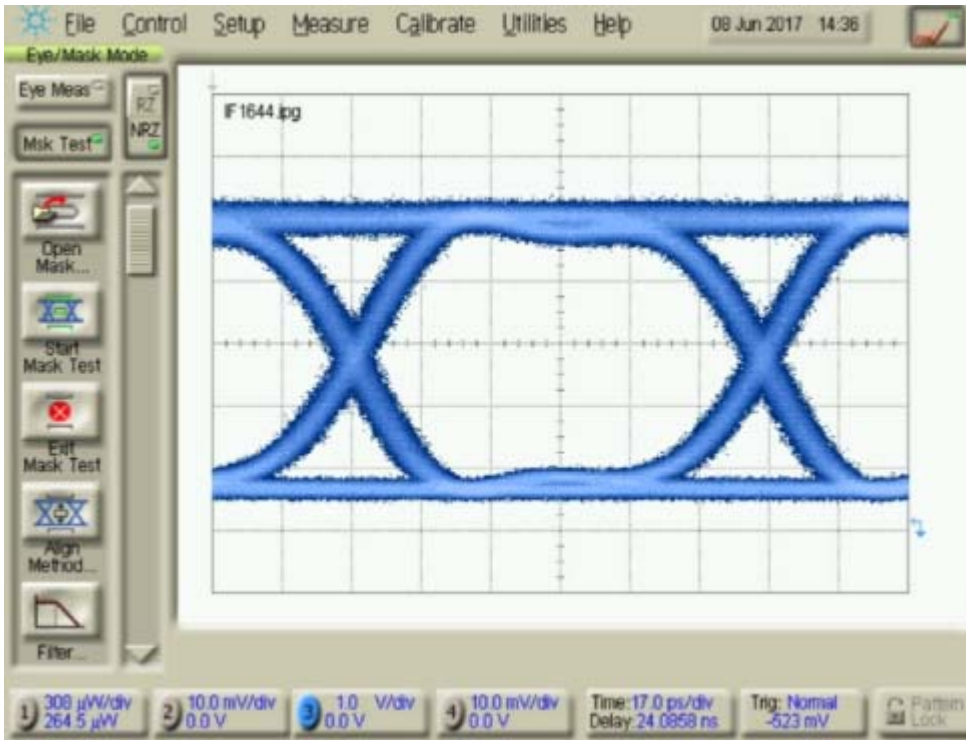 File Control Setup Measure Calibrate Utilities Help 08 Jun 2017 14:36
Eye/Mask Mode
Eye Meas
RZ
NRZ
Msk Test
IF1644.jpg
Open
Mask...
Start
Mask Test
Exit
Mask Test
Align
Method...
Filter...
1) 308 µW/div
264.5 µW
2) 10.0 mV/div
0.0 V
3) 1.0 V/div
0.0 V
4) 10.0 mV/div
0.0 V
Time:17.0 ps/div
Delay:24.0858 ns
Trig: Normal
-523 mV
Pattern
Lock